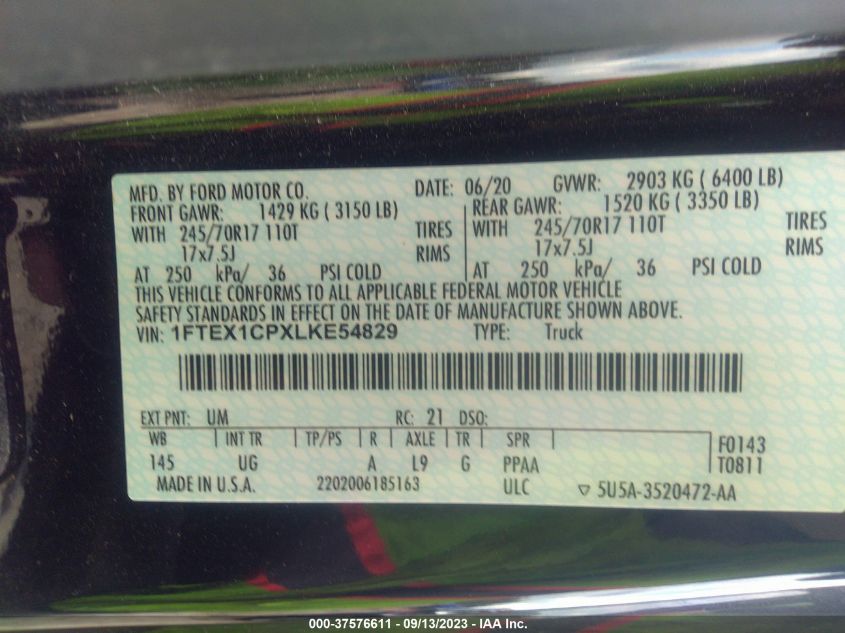 MFD. BY FORD MOTOR CO. DATE: 06/20 GVWR: 2903 KG ( 6400 LB)
FRONT GAWR: 1429 KG ( 3150 LB) REAR GAWR: 1520 KG ( 3350 LB)
WITH 245/70R17 110T TIRES WITH 245/70R17 110T TIRES
17x7.5J RIMS 17x7.5J RIMS
AT 250 kPa/ 36 PSI COLD AT 250 kPa/ 36 PSI COLD
THIS VEHICLE CONFORMS TO ALL APPLICABLE FEDERAL MOTOR VEHICLE
SAFETY STANDARDS IN EFFECT ON THE DATE OF MANUFACTURE SHOWN ABOVE.
VIN: 1FTEX1CPXLKE54829 TYPE: Truck
EXT PNT: UM RC: 21 DSO:
WB INT TR TP/PS R AXLE TR SPR F0143
145 UG A L9 G PPAA T0811
MADE IN U.S.A. 2202006185163 ULC ▽ 5U5A-3520472-AA
000-37576611 - 09/13/2023 - IAA Inc.